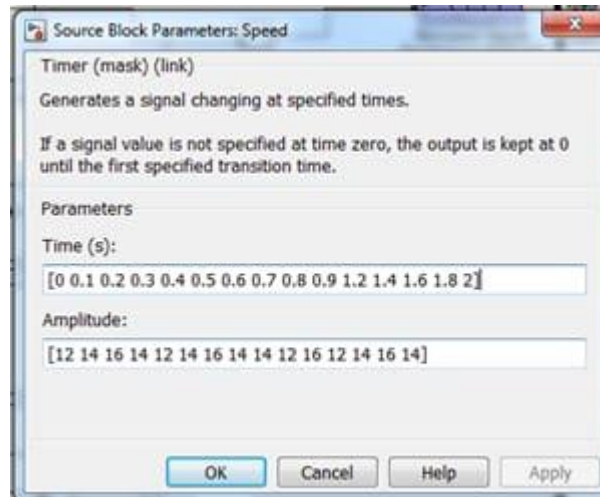 Source Block Parameters: Speed
Timer (mask) (link)
Generates a signal changing at specified times.
If a signal value is not specified at time zero, the output is kept at 0
until the first specified transition time.
Parameters
Time (s):
[0 0.1 0.2 0.3 0.4 0.5 0.6 0.7 0.8 0.9 1.2 1.4 1.6 1.8 2]
Amplitude:
[12 14 16 14 12 14 16 14 14 12 16 12 14 16 14]
OK Cancel Help Apply